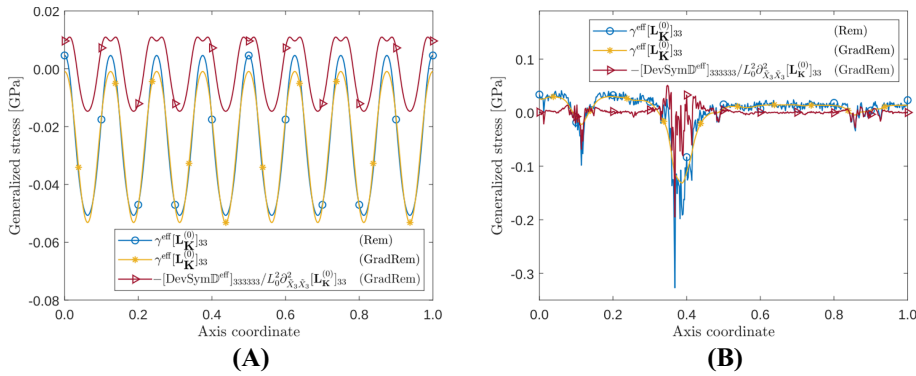 0.02
0.00
-0.02
-0.04
-0.06
-0.08
Generalized stress [GPa]
γ^eff[L_K^(0)]_33 (Rem)
γ^eff[L_K^(0)]_33 (GradRem)
−[DevSym𝔻^eff]_333333/L_0^2∂^2_{X̄_3X̄_3}[L_K^(0)]_33 (GradRem)
0.0 0.2 0.4 0.6 0.8 1.0
Axis coordinate
(A)
0.1
0.0
-0.1
-0.2
-0.3
Generalized stress [GPa]
γ^eff[L_K^(0)]_33 (Rem)
γ^eff[L_K^(0)]_33 (GradRem)
−[DevSym𝔻^eff]_333333/L_0^2∂^2_{X̄_3X̄_3}[L_K^(0)]_33 (GradRem)
0.0 0.2 0.4 0.6 0.8 1.0
Axis coordinate
(B)